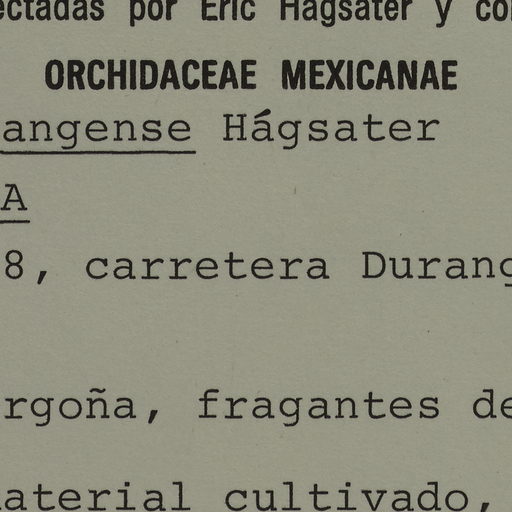 ectadas por Eric Hágsater y co
ORCHIDACEAE MEXICANAE
angense Hágsater
A
8, carretera Durang
rgoña, fragantes de
aterial cultivado,